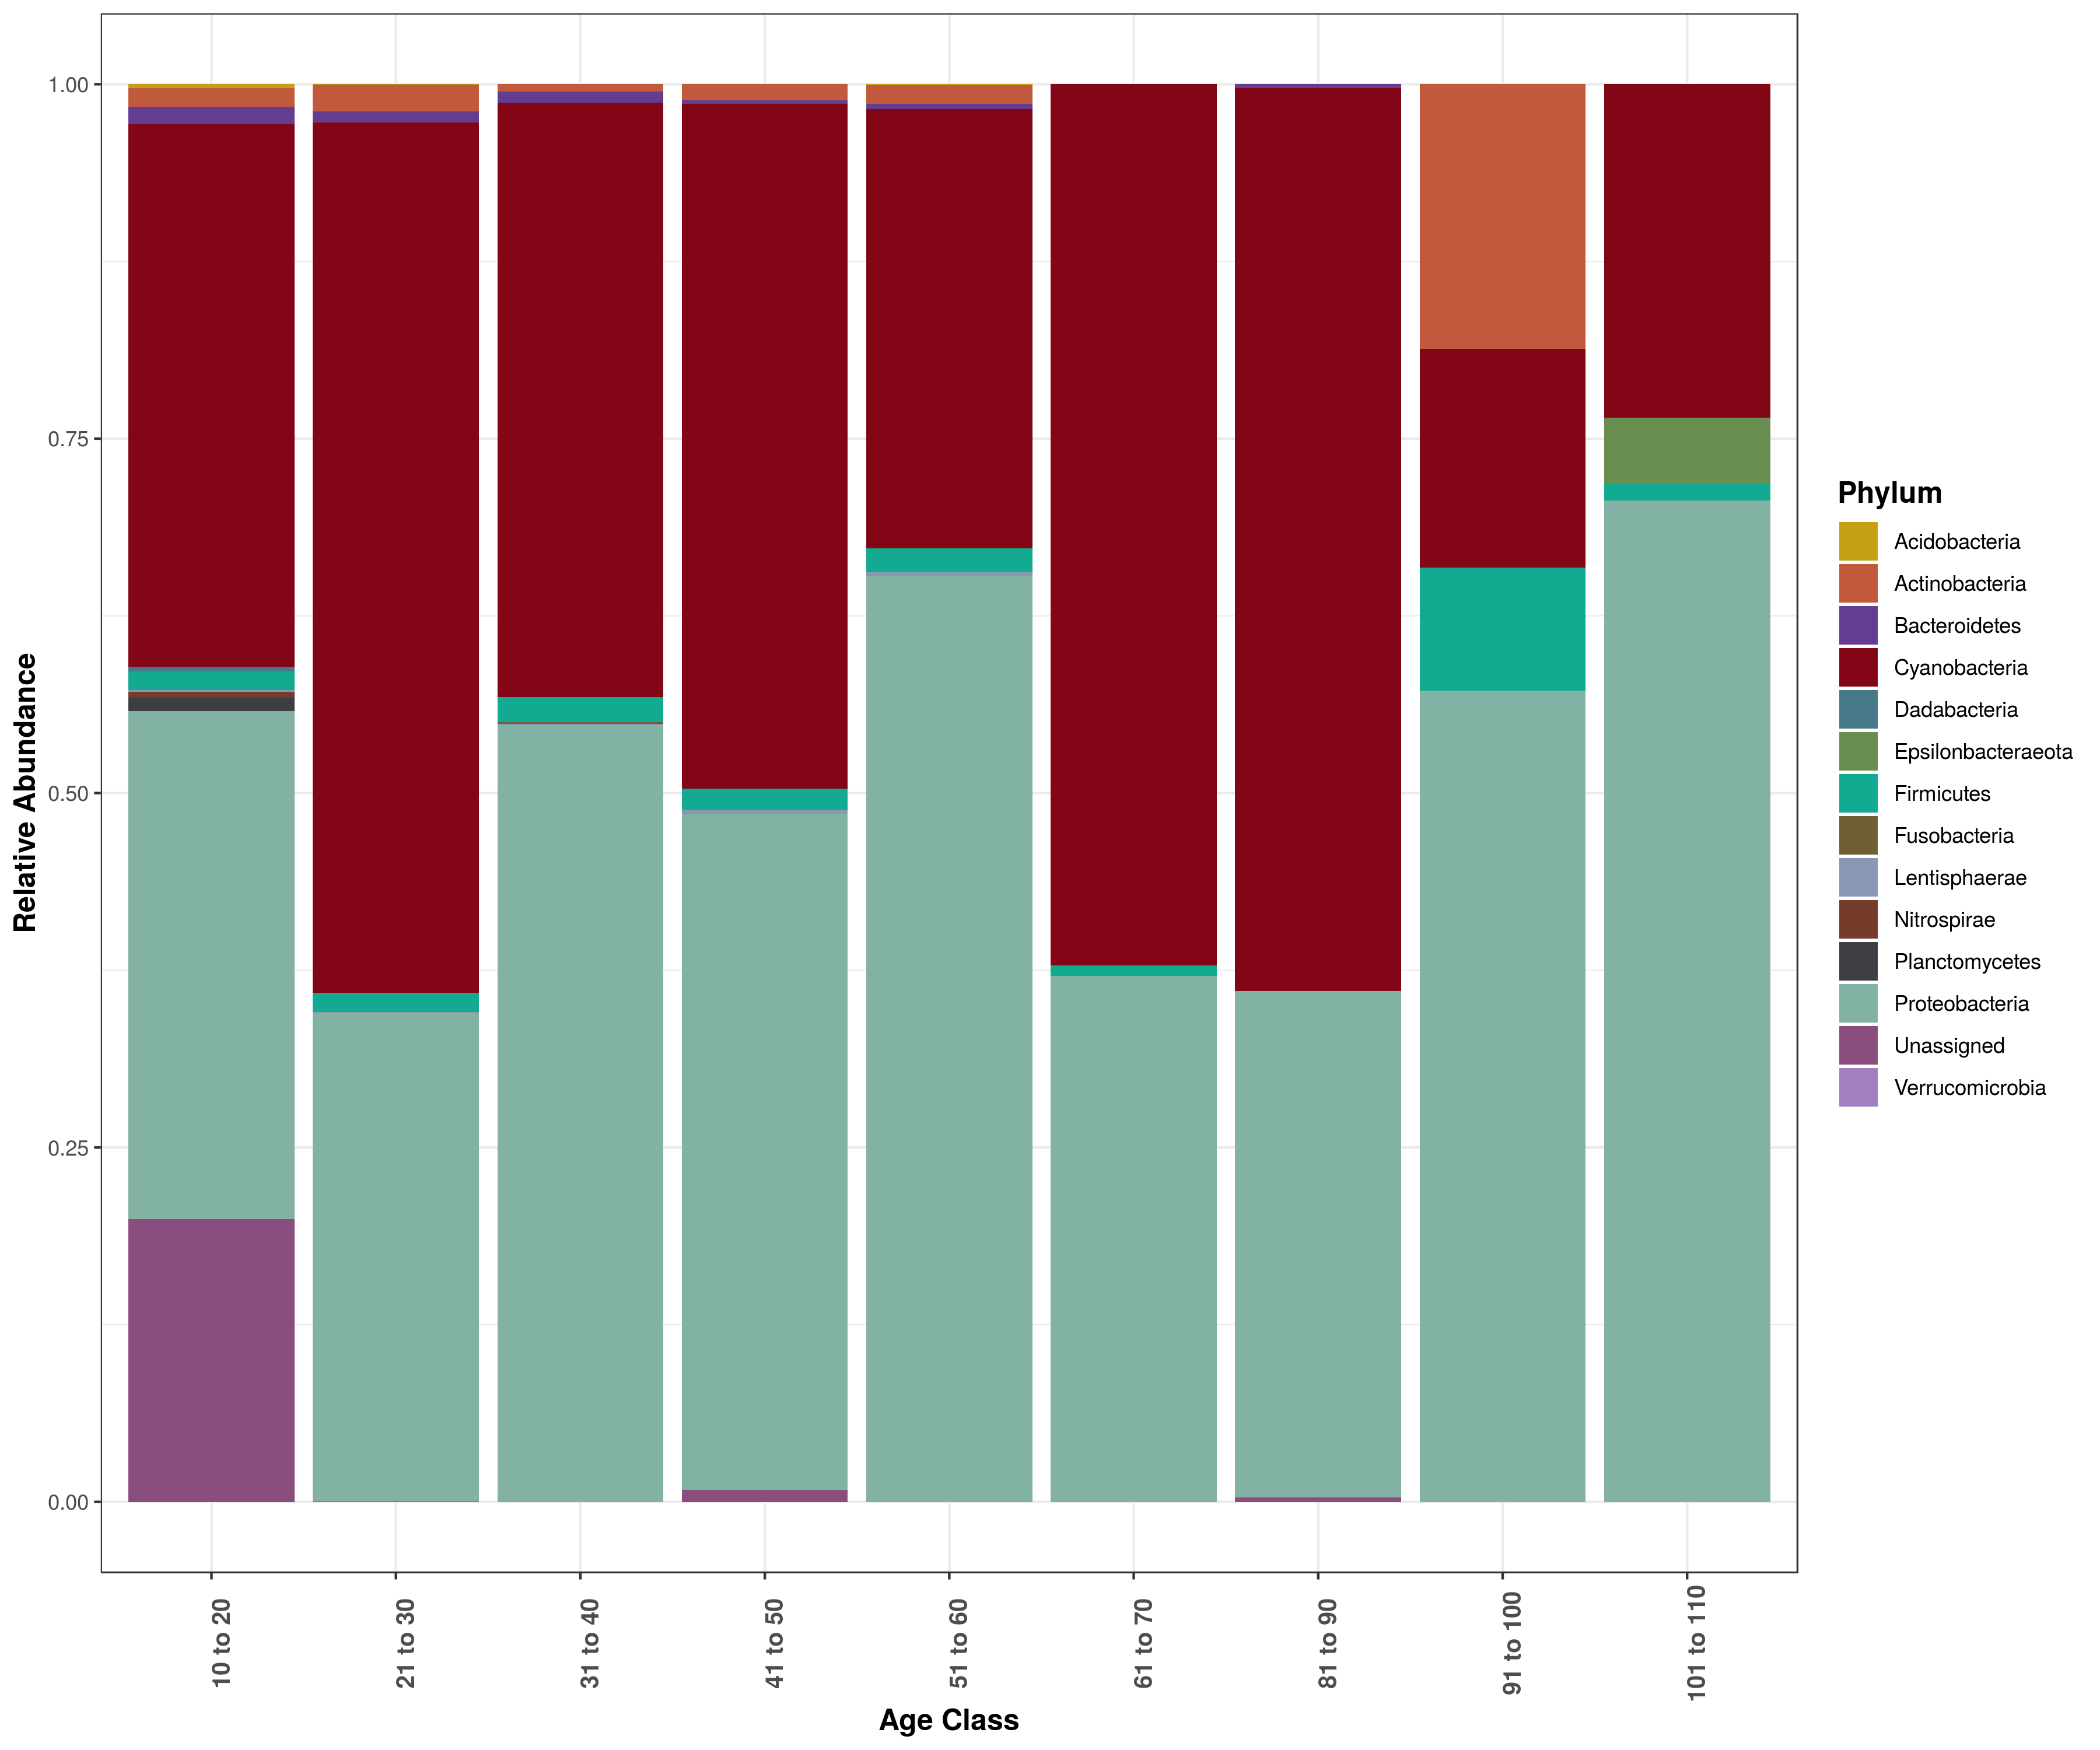 Relative Abundance
1.00
0.75
0.50
0.25
0.00
10 to 20
21 to 30
31 to 40
41 to 50
51 to 60
61 to 70
81 to 90
91 to 100
101 to 110
Age Class
Phylum
Acidobacteria
Actinobacteria
Bacteroidetes
Cyanobacteria
Dadabacteria
Epsilonbacteraeota
Firmicutes
Fusobacteria
Lentisphaerae
Nitrospirae
Planctomycetes
Proteobacteria
Unassigned
Verrucomicrobia